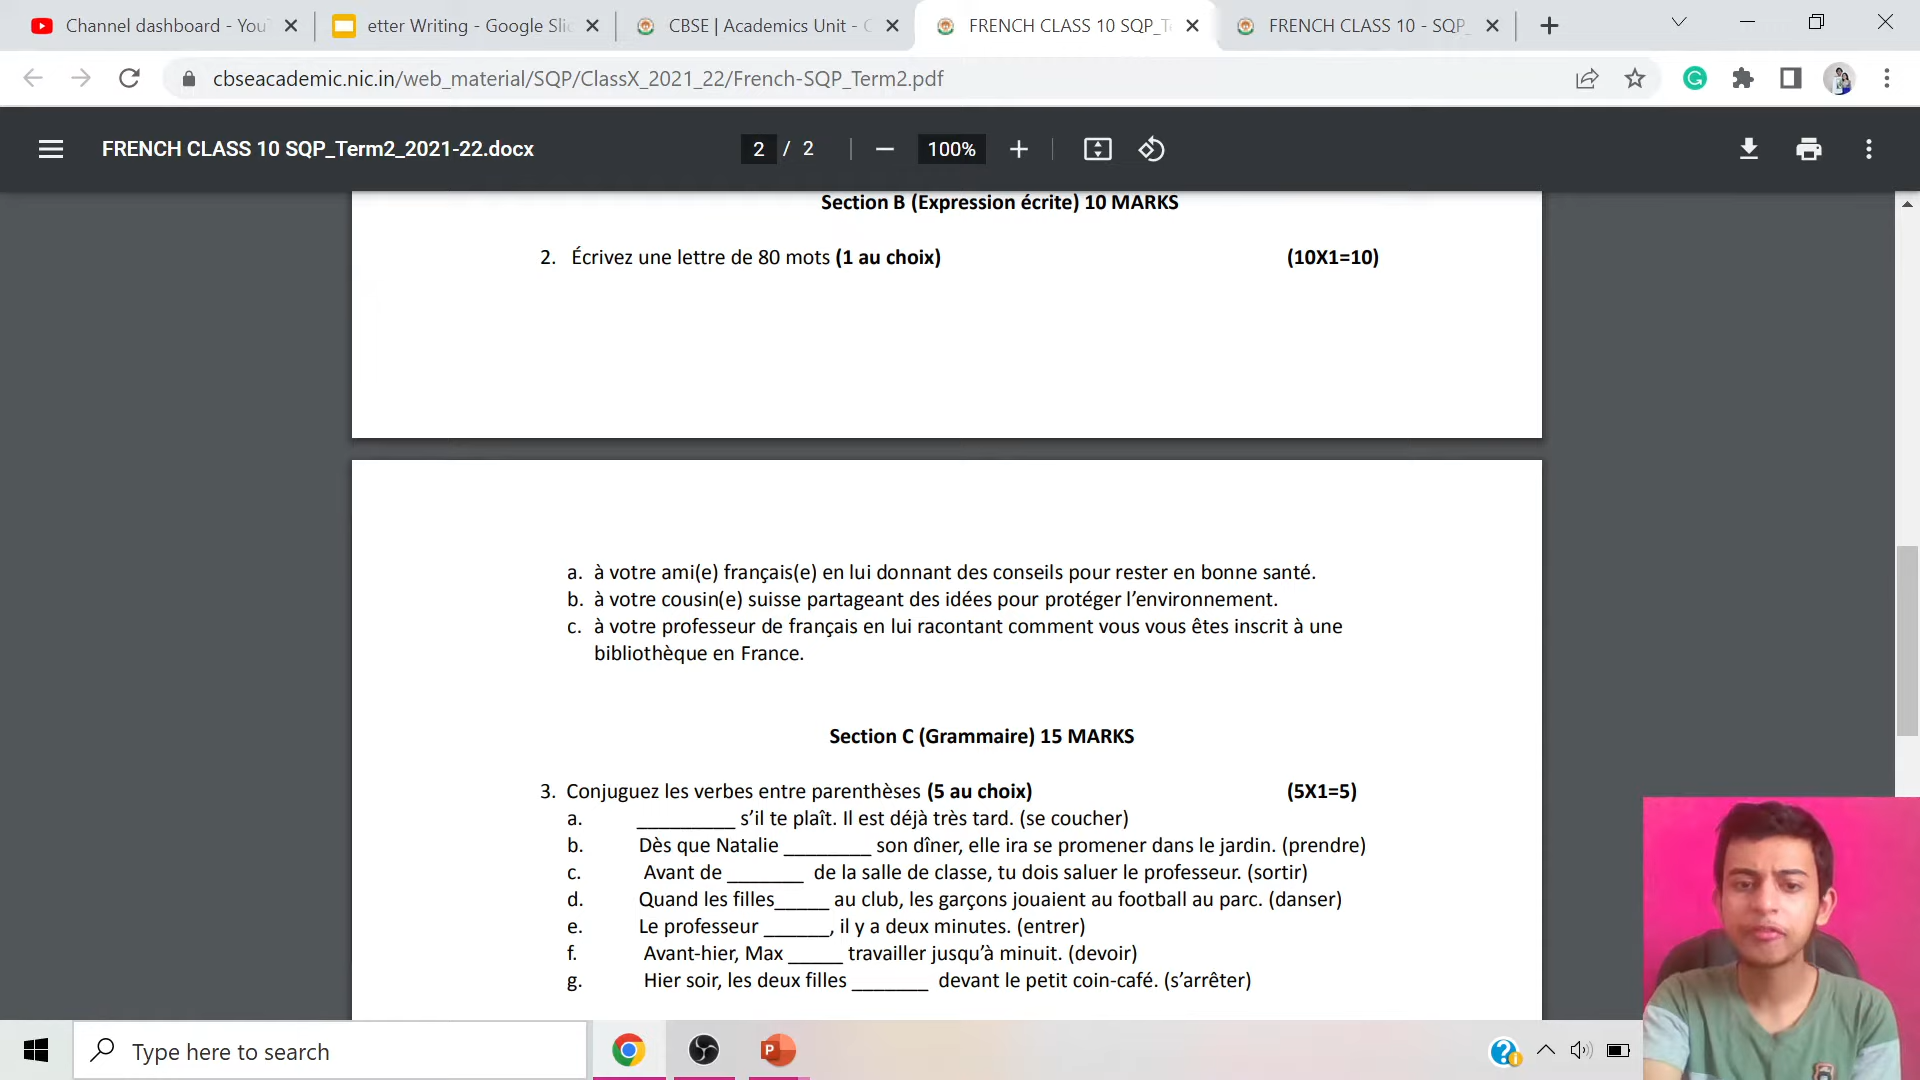 Channel dashboard - You
etter Writing - Google Slid
CBSE | Academics Unit - C
FRENCH CLASS 10 SQP_T
FRENCH CLASS 10 - SQP_
cbseacademic.nic.in/web_material/SQP/ClassX_2021_22/French-SQP_Term2.pdf
FRENCH CLASS 10 SQP_Term2_2021-22.docx
2 / 2
100%
Section B (Expression écrite) 10 MARKS
2. Écrivez une lettre de 80 mots (1 au choix) (10X1=10)
a. à votre ami(e) français(e) en lui donnant des conseils pour rester en bonne santé.
b. à votre cousin(e) suisse partageant des idées pour protéger l'environnement.
c. à votre professeur de français en lui racontant comment vous vous êtes inscrit à une
bibliothèque en France.
Section C (Grammaire) 15 MARKS
3. Conjuguez les verbes entre parenthèses (5 au choix) (5X1=5)
a. _________ s'il te plaît. Il est déjà très tard. (se coucher)
b. Dès que Natalie ________ son dîner, elle ira se promener dans le jardin. (prendre)
c. Avant de _______ de la salle de classe, tu dois saluer le professeur. (sortir)
d. Quand les filles_____ au club, les garçons jouaient au football au parc. (danser)
e. Le professeur ______, il y a deux minutes. (entrer)
f. Avant-hier, Max _____ travailler jusqu'à minuit. (devoir)
g. Hier soir, les deux filles _______ devant le petit coin-café. (s'arrêter)
Type here to search